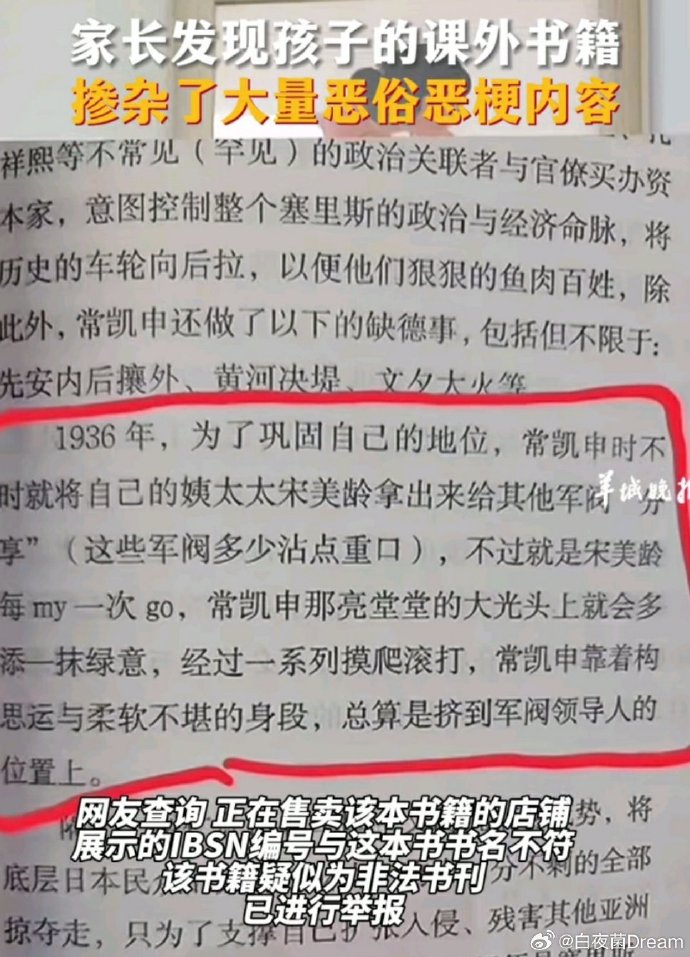 家长发现孩子的课外书籍
掺杂了大量恶俗恶梗内容
祥熙等不常见（罕见）的政治关联者与官僚买办资
本家，意图控制整个塞里斯的政治与经济命脉，将
历史的车轮向后拉，以便他们狠狠的鱼肉百姓，除
此外，常凯申还做了以下的缺德事，包括但不限于：
先安内后攘外、黄河决堤、文夕大火等
1936 年，为了巩固自己的地位，常凯申时不
时就将自己的姨太太宋美龄拿出来给其他军阀“分
羊城晚报
享”（这些军阀多少沾点重口），不过就是宋美龄
每 my 一次 go，常凯申那亮堂堂的大光头上就会多
添一抹绿意，经过一系列摸爬滚打，常凯申靠着构
思运与柔软不堪的身段，总算是挤到军阀领导人的
位置上。
网友查询 正在售卖该本书籍的店铺
势，将
展示的IBSN编号与这本书书名不符
底层日本民
分不剩的全部
该书籍疑似为非法书刊
已进行举报
掠夺走，只为了支撑自己扩张入侵、残害其他亚洲
@白夜菌Dream